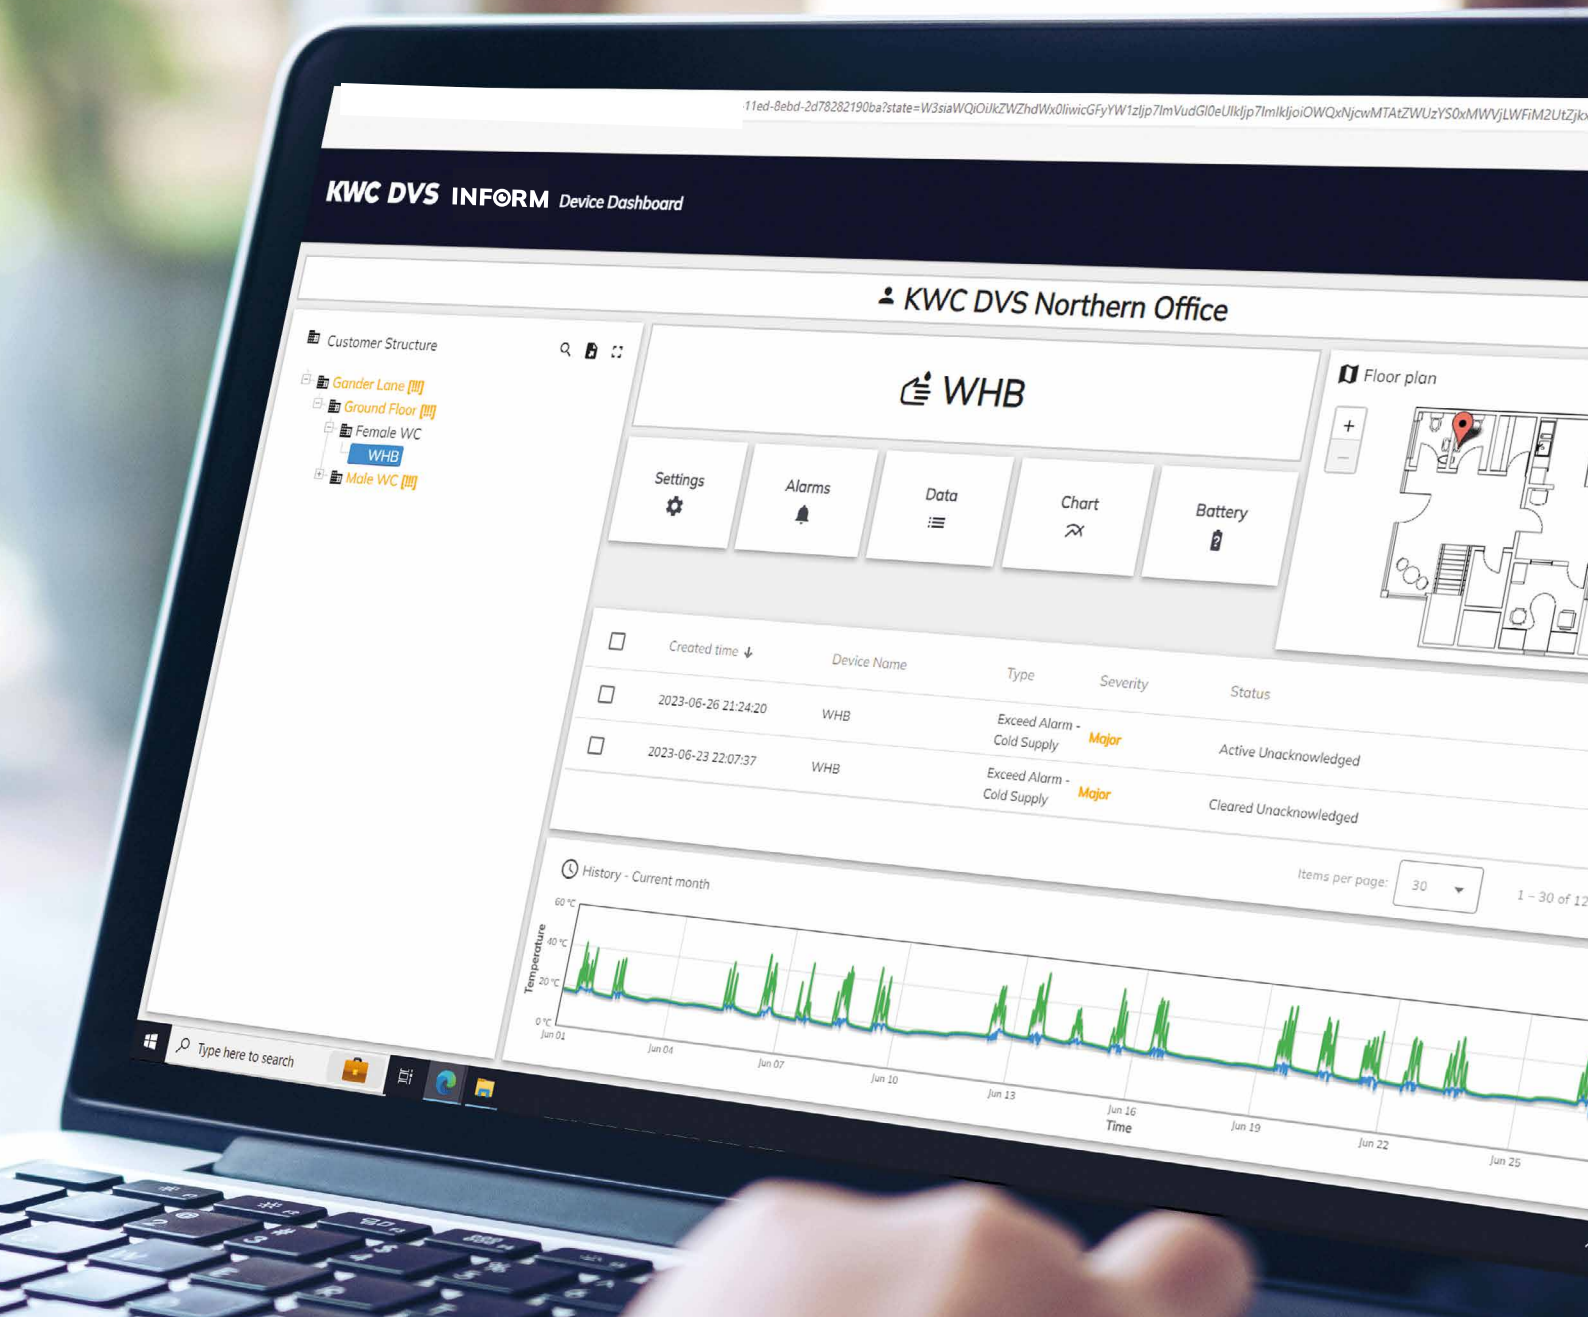 11ed-8ebd-2d78282190ba?state=
KWC DVS INFORM Device Dashboard
KWC DVS Northern Office
Customer Structure
Gander Lane [!!!]
Ground Floor [!!!]
Female WC
WHB
Male WC [!!!]
WHB
Settings
Alarms
Data
Chart
Battery
Floor plan
+
−
Created time Device Name Type Severity Status
2023-06-26 21:24:20 WHB Exceed Alarm - Cold Supply Major Active Unacknowledged
2023-06-23 22:07:37 WHB Exceed Alarm - Cold Supply Major Cleared Unacknowledged
Items per page: 30 1 – 30 of 12
History - Current month
60 °C
40 °C
20 °C
0 °C
Temperature
Jun 01 Jun 04 Jun 07 Jun 10 Jun 13 Jun 16 Jun 19 Jun 22 Jun 25
Time
Type here to search